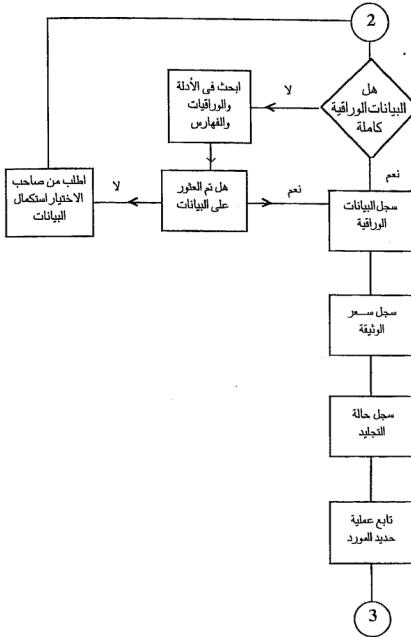 2
هل
البيانات الوراقية
كاملة
لا
ابحث فى الأدلة
والوراقيات
والفهارس
نعم
سجل البيانات
الوراقية
نعم
هل تم العثور
على البيانات
لا
اطلب من صاحب
الاختيار استكمال
البيانات
سجل سعر
الوثيقة
سجل حالة
التجليد
تابع عملية
حديد المورد
3